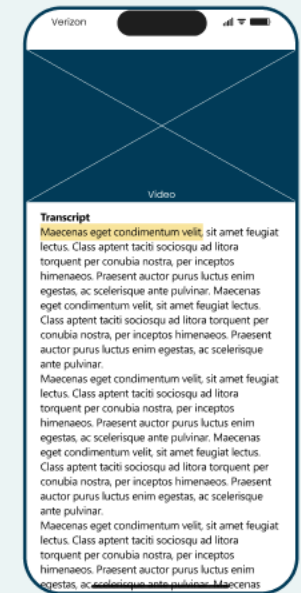 Verizon
Video
Transcript
Maecenas eget condimentum velit, sit amet feugiat
lectus. Class aptent taciti sociosqu ad litora
torquent per conubia nostra, per inceptos
himenaeos. Praesent auctor purus luctus enim
egestas, ac scelerisque ante pulvinar. Maecenas
eget condimentum velit, sit amet feugiat lectus.
Class aptent taciti sociosqu ad litora torquent per
conubia nostra, per inceptos himenaeos. Praesent
auctor purus luctus enim egestas, ac scelerisque
ante pulvinar.
Maecenas eget condimentum velit, sit amet feugiat
lectus. Class aptent taciti sociosqu ad litora
torquent per conubia nostra, per inceptos
himenaeos. Praesent auctor purus luctus enim
egestas, ac scelerisque ante pulvinar. Maecenas
eget condimentum velit, sit amet feugiat lectus.
Class aptent taciti sociosqu ad litora torquent per
conubia nostra, per inceptos himenaeos. Praesent
auctor purus luctus enim egestas, ac scelerisque
ante pulvinar.
Maecenas eget condimentum velit, sit amet feugiat
lectus. Class aptent taciti sociosqu ad litora
torquent per conubia nostra, per inceptos
himenaeos. Praesent auctor purus luctus enim
egestas, ac scelerisque ante pulvinar. Maecenas